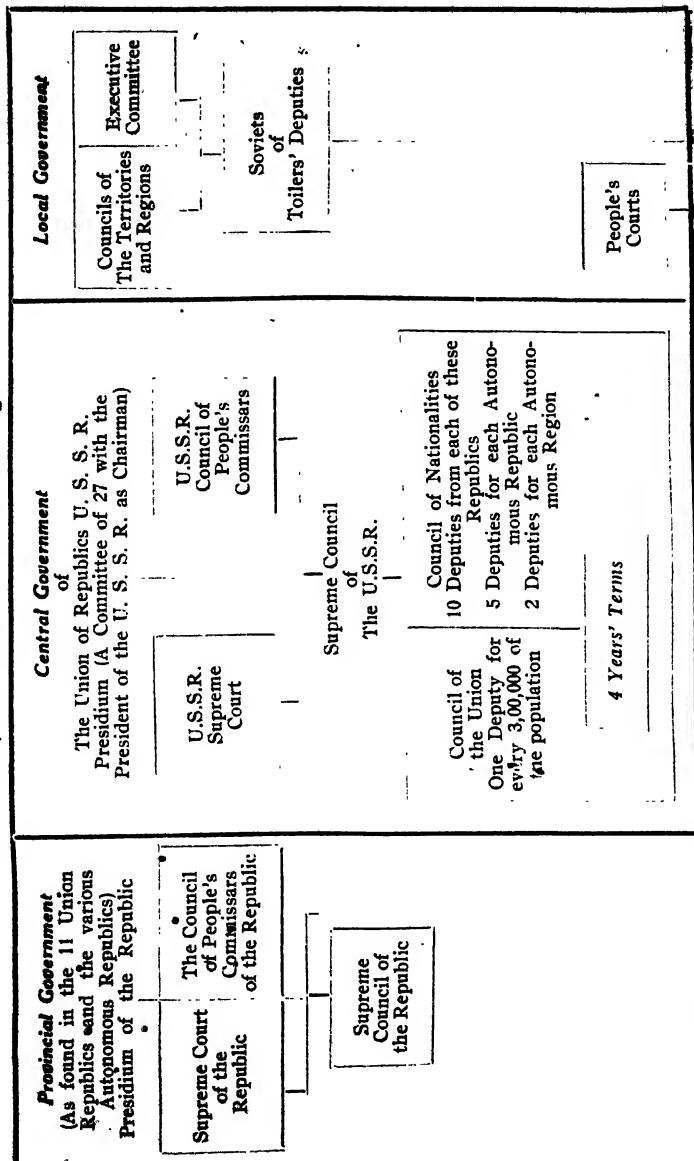 Provincial Government
(As found in the 11 Union
Republics and the various
Autonomous Republics)
Presidium of the Republic
Supreme Court
of the
Republic
The Council
of People's
Commissars
of the Republic
Supreme
Council of
the Republic
Central Government
of
The Union of Republics U. S. S. R.
Presidium (A Committee of 27 with the
President of the U. S. S. R. as Chairman)
U.S.S.R.
Supreme
Court
U.S.S.R.
Council of
People's
Commissars
Supreme Council
of
The U.S.S.R.
Council of
the Union
One Deputy for
every 3,00,000 of
the population
Council of Nationalities
10 Deputies from each of these
Republics
5 Deputies for each Autono-
mous Republic
2 Deputies for each Autono-
mous Region
4 Years' Terms
Local Government
Councils of
The Territories
and Regions
Executive
Committee
Soviets
of
Toilers' Deputies
People's
Courts